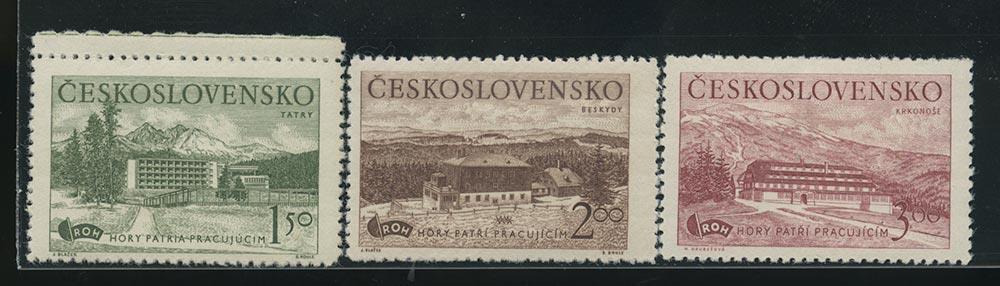 ČESKOSLOVENSKO
TATRY
ROH
HORY PATRIA PRACUJÚCIM
1 50
J. BLAŽEK
ČESKOSLOVENSKO
BESKYDY
ROH
HORY PATŘÍ PRACUJÍCÍM
2 00
ČESKOSLOVENSKO
KRKONOŠE
ROH
HORY PATŘÍ PRACUJÍCÍM
3 00